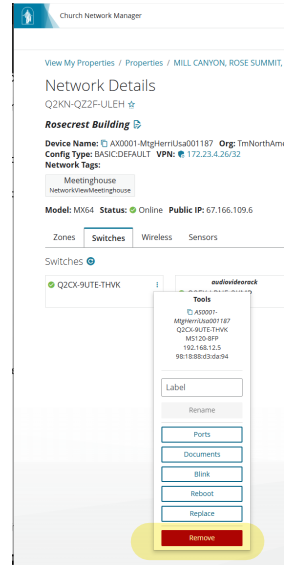 Church Network Manager
View My Properties / Properties / MILL CANYON, ROSE SUMMIT,
Network Details
Q2KN-QZ2F-ULEH ☆
Rosecrest Building
Device Name: AX0001-MtgHerriUsa001187 Org: TmNorthAme
Config Type: BASIC:DEFAULT VPN: 172.23.4.26/32
Network Tags:
Meetinghouse
NetworkViewMeetinghouse
Model: MX64 Status: Online Public IP: 67.166.109.6
Zones Switches Wireless Sensors
Switches
Q2CX-9UTE-THVK
audiovideorack
Tools
AS0001-
MtgHerriUsa001187
Q2CX-9UTE-THVK
MS120-8FP
192.168.12.5
98:18:88:d3:da:94
Label
Rename
Ports
Documents
Blink
Reboot
Replace
Remove